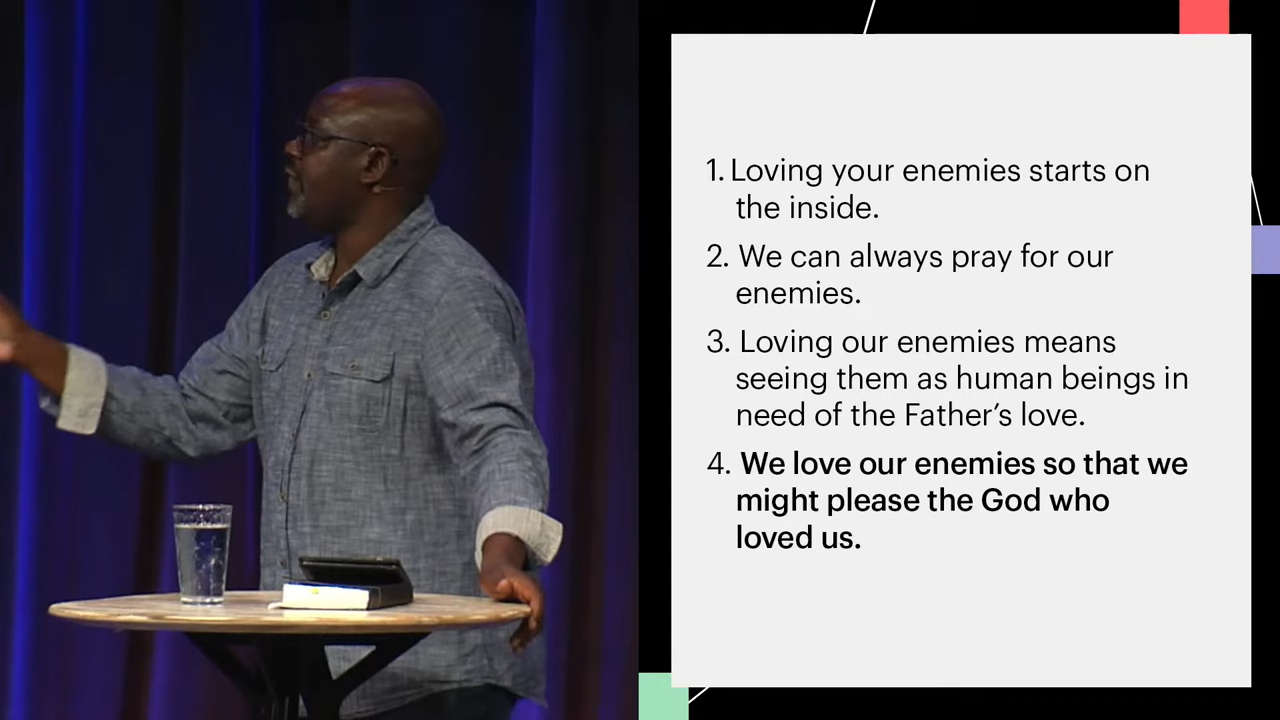 1. Loving your enemies starts on
the inside.
2. We can always pray for our
enemies.
3. Loving our enemies means
seeing them as human beings in
need of the Father’s love.
4. We love our enemies so that we
might please the God who
loved us.